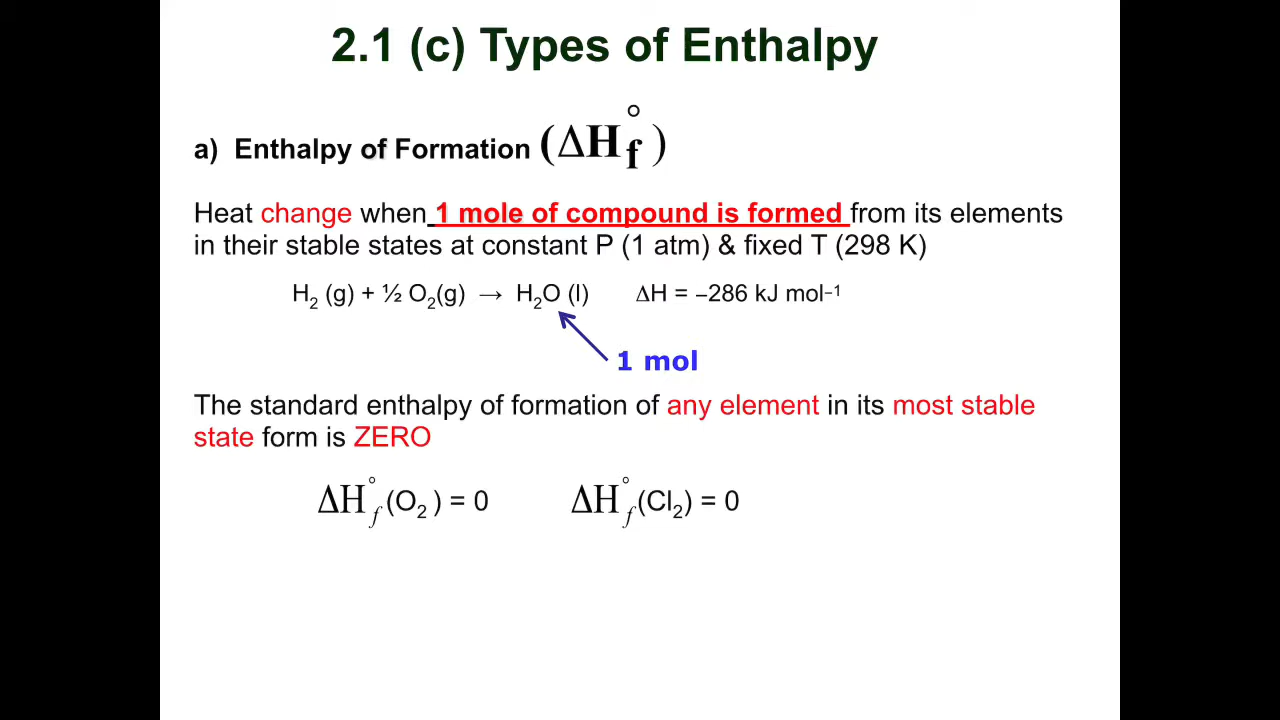 2.1 (c) Types of Enthalpy
a) Enthalpy of Formation (ΔH°f)
Heat change when 1 mole of compound is formed from its elements
in their stable states at constant P (1 atm) & fixed T (298 K)
H₂ (g) + ½ O₂(g) → H₂O (l) ΔH = −286 kJ mol⁻¹
1 mol
The standard enthalpy of formation of any element in its most stable
state form is ZERO
ΔH°f(O₂ ) = 0 ΔH°f(Cl₂) = 0